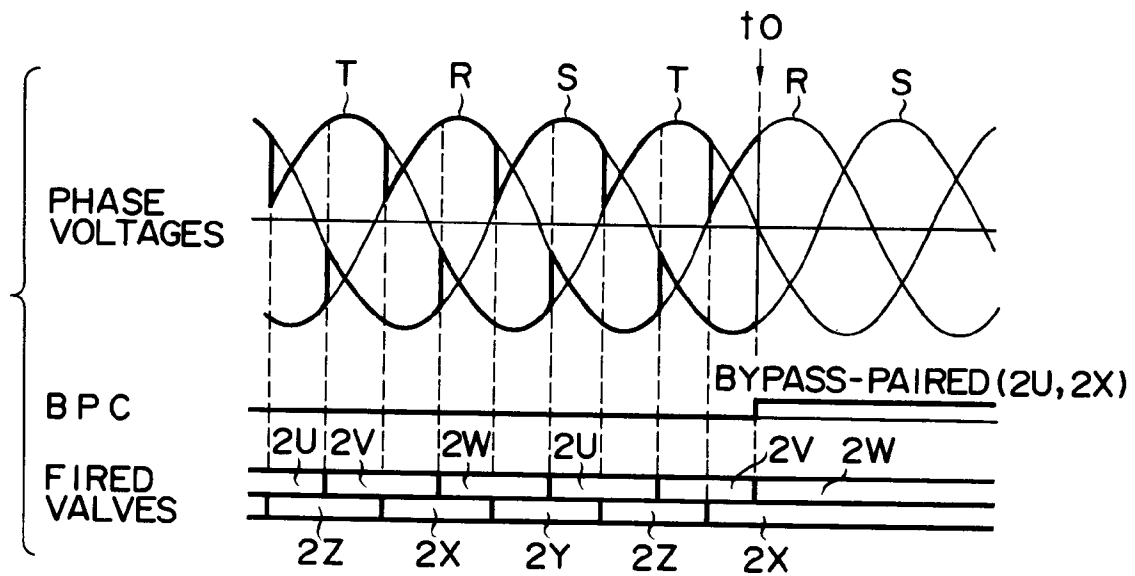 to
T R S T R S
PHASE
VOLTAGES
BYPASS-PAIRED (2U, 2X)
BPC
2U 2V 2W 2U 2V 2W
FIRED
VALVES
2Z 2X 2Y 2Z 2X